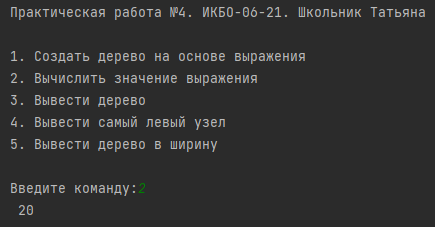 Практическая работа №4. ИКБО-06-21. Школьник Татьяна
1. Создать дерево на основе выражения
2. Вычислить значение выражения
3. Вывести дерево
4. Вывести самый левый узел
5. Вывести дерево в ширину
Введите команду:2
20